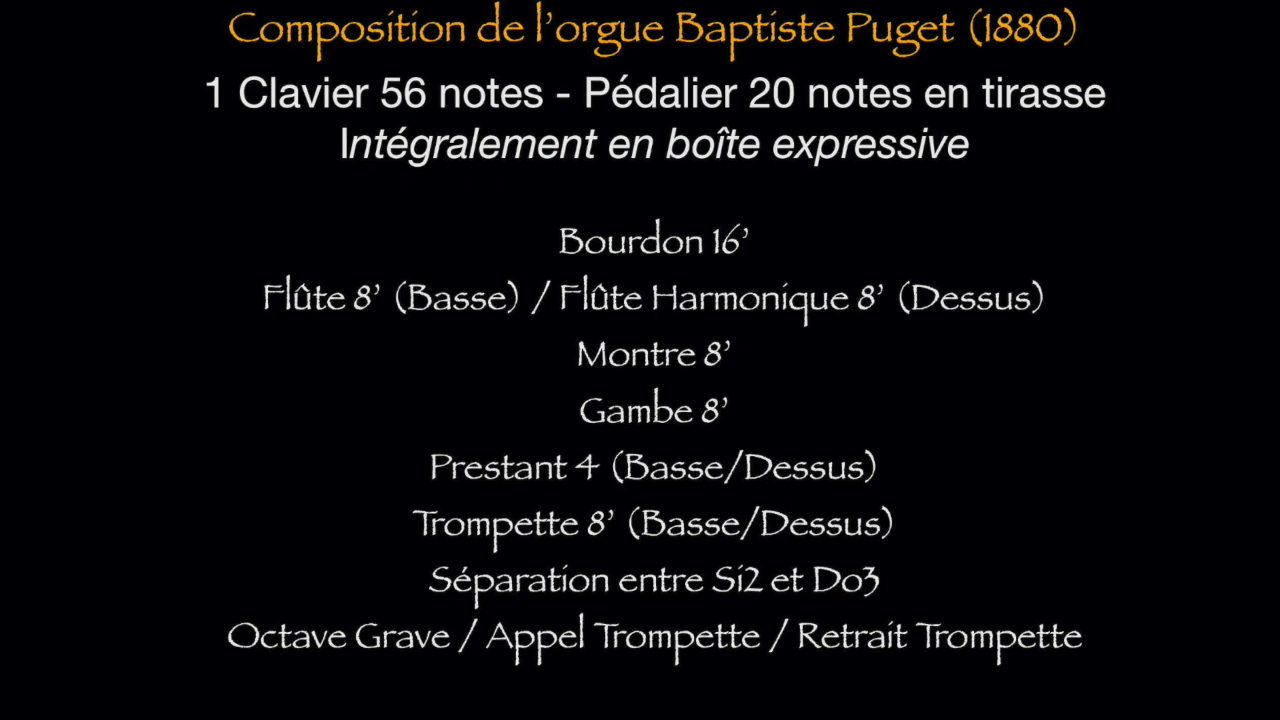 Composition de l’orgue Baptiste Puget (1880)
1 Clavier 56 notes - Pédalier 20 notes en tirasse
Intégralement en boîte expressive
Bourdon 16’
Flûte 8’ (Basse) / Flûte Harmonique 8’ (Dessus)
Montre 8’
Gambe 8’
Prestant 4 (Basse/Dessus)
Trompette 8’ (Basse/Dessus)
Séparation entre Si2 et Do3
Octave Grave / Appel Trompette / Retrait Trompette